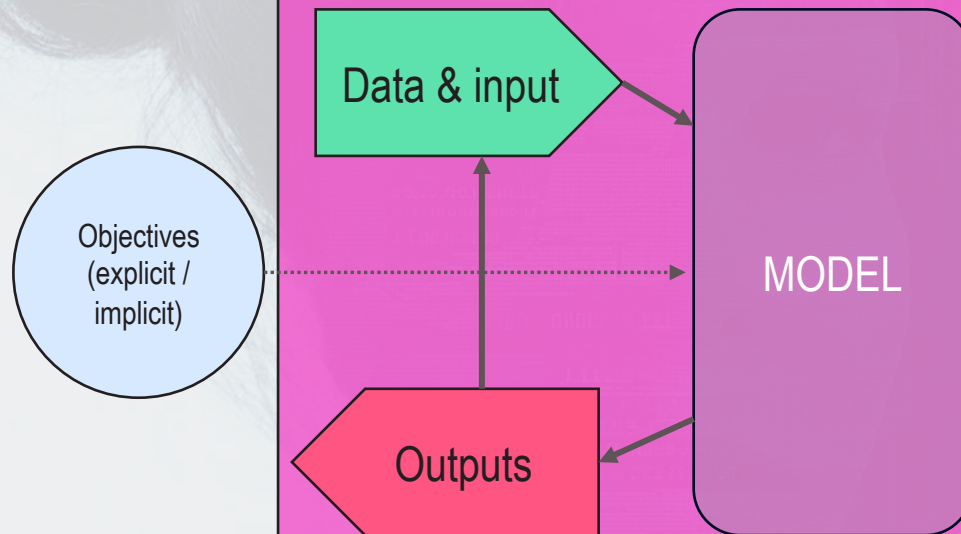 Data & input
Objectives
(explicit /
implicit)
MODEL
Outputs